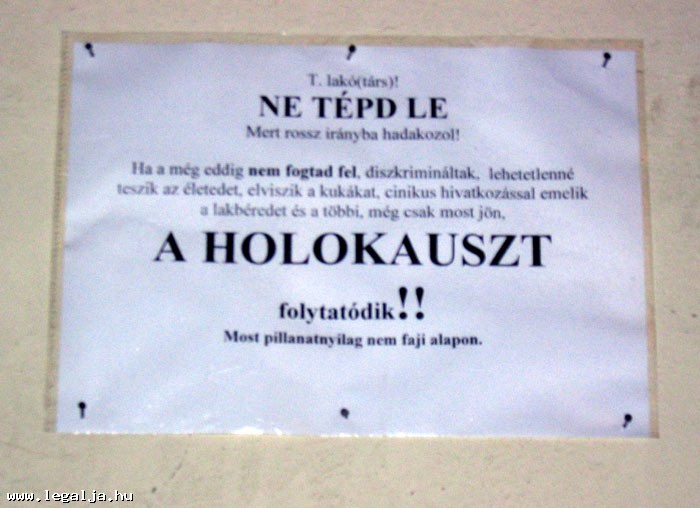 T. lakó(társ)!
NE TÉPD LE
Mert rossz irányba hadakozol!
Ha a még eddig nem fogtad fel, diszkrimináltak, lehetetlenné
teszik az életedet, elviszik a kukákat, cinikus hivatkozással emelik
a lakbéredet és a többi, még csak most jön,
A HOLOKAUSZT
folytatódik!!
Most pillanatnyilag nem faji alapon.
www.legalja.hu